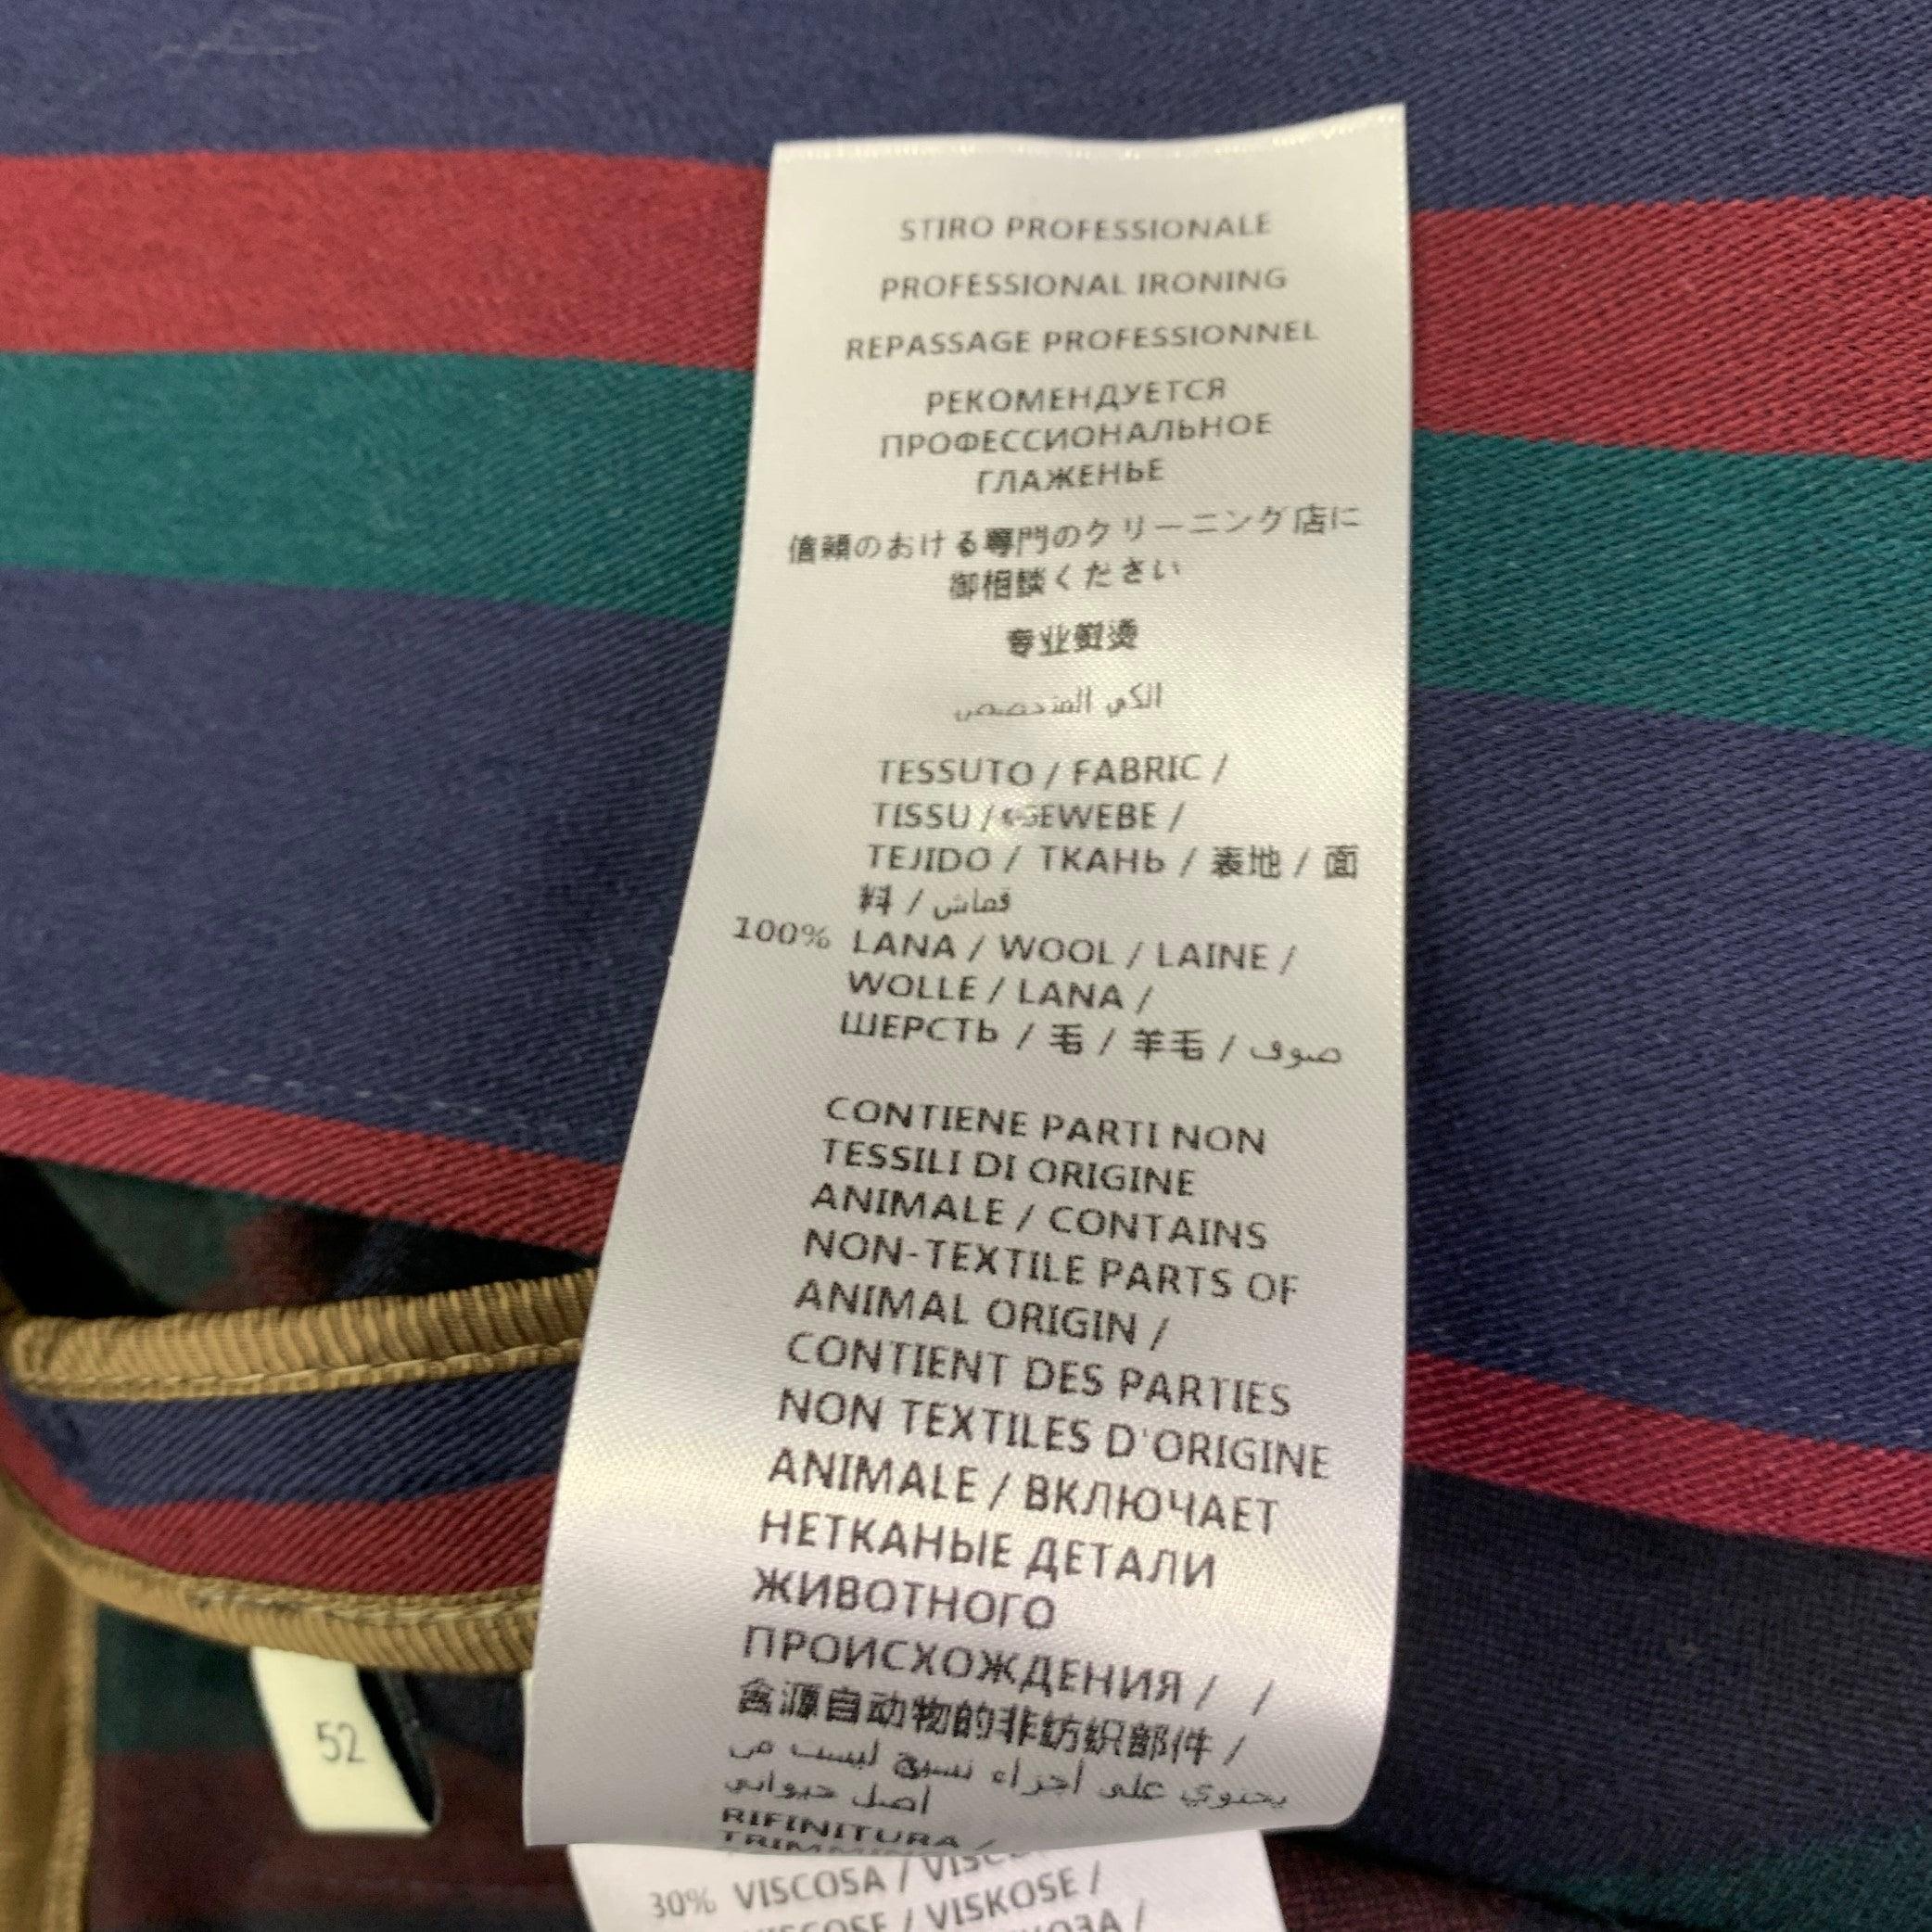 STIRO PROFESSIONALE
PROFESSIONAL IRONING
REPASSAGE PROFESSIONNEL
РЕКОМЕНДУЕТСЯ
ПРОФЕССИОНАЛЬНОЕ
ГЛАЖЕНЬЕ
信頼のおける専門のクリーニング店に
御相談ください
专业熨烫
الكي المتخصص
TESSUTO / FABRIC /
TISSU / GEWEBE /
TEJIDO / ТКАНЬ / 表地 / 面
料 / قماش
100% LANA / WOOL / LAINE /
WOLLE / LANA /
ШЕРСТЬ / 毛 / 羊毛 / صوف
CONTIENE PARTI NON
TESSILI DI ORIGINE
ANIMALE / CONTAINS
NON-TEXTILE PARTS OF
ANIMAL ORIGIN /
CONTIENT DES PARTIES
NON TEXTILES D'ORIGINE
ANIMALE / ВКЛЮЧАЕТ
НЕТКАНЫЕ ДЕТАЛИ
ЖИВОТНОГО
ПРОИСХОЖДЕНИЯ / /
含源自动物的非纺织部件 /
يحتوي على أجزاء نسيج ليست من
أصل حيواني
RIFINITURA /
30% VISCOSA /
/ VISKOSE /
52